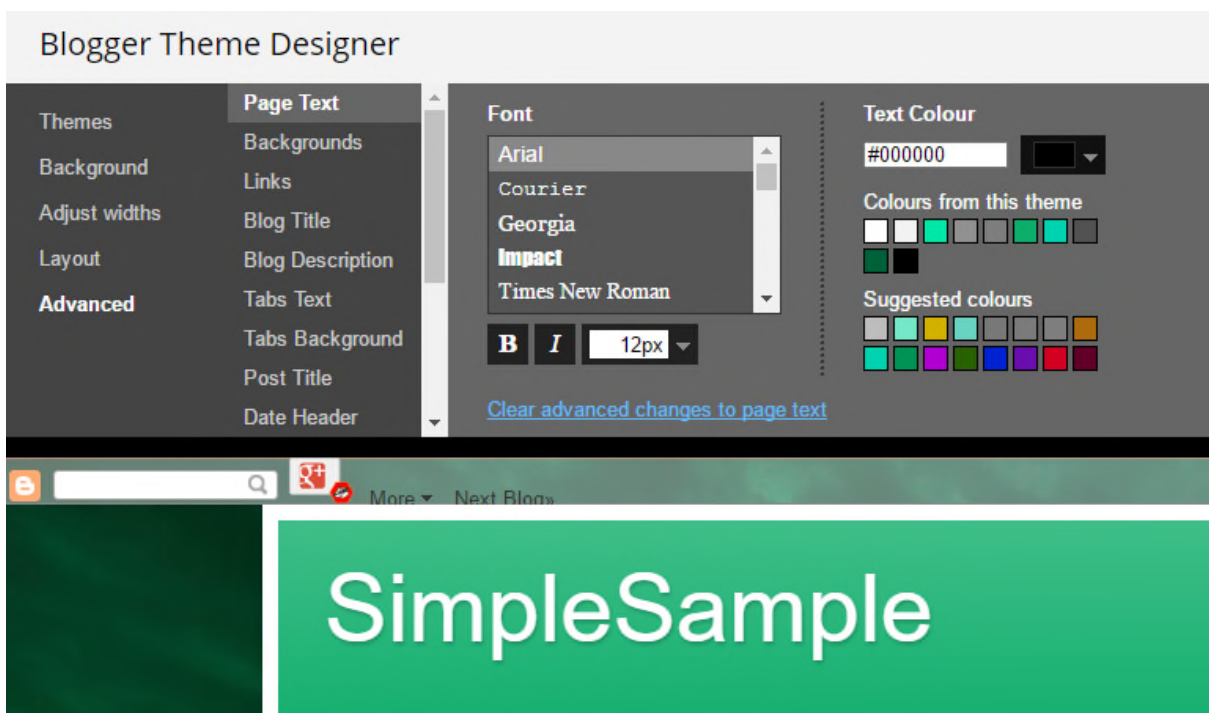 Blogger Theme Designer
Themes
Background
Adjust widths
Layout
Advanced
Page Text
Backgrounds
Links
Blog Title
Blog Description
Tabs Text
Tabs Background
Post Title
Date Header
Font
Arial
Courier
Georgia
Impact
Times New Roman
B I 12px
Clear advanced changes to page text
Text Colour
#000000
Colours from this theme
Suggested colours
g+
More Next Blog»
SimpleSample